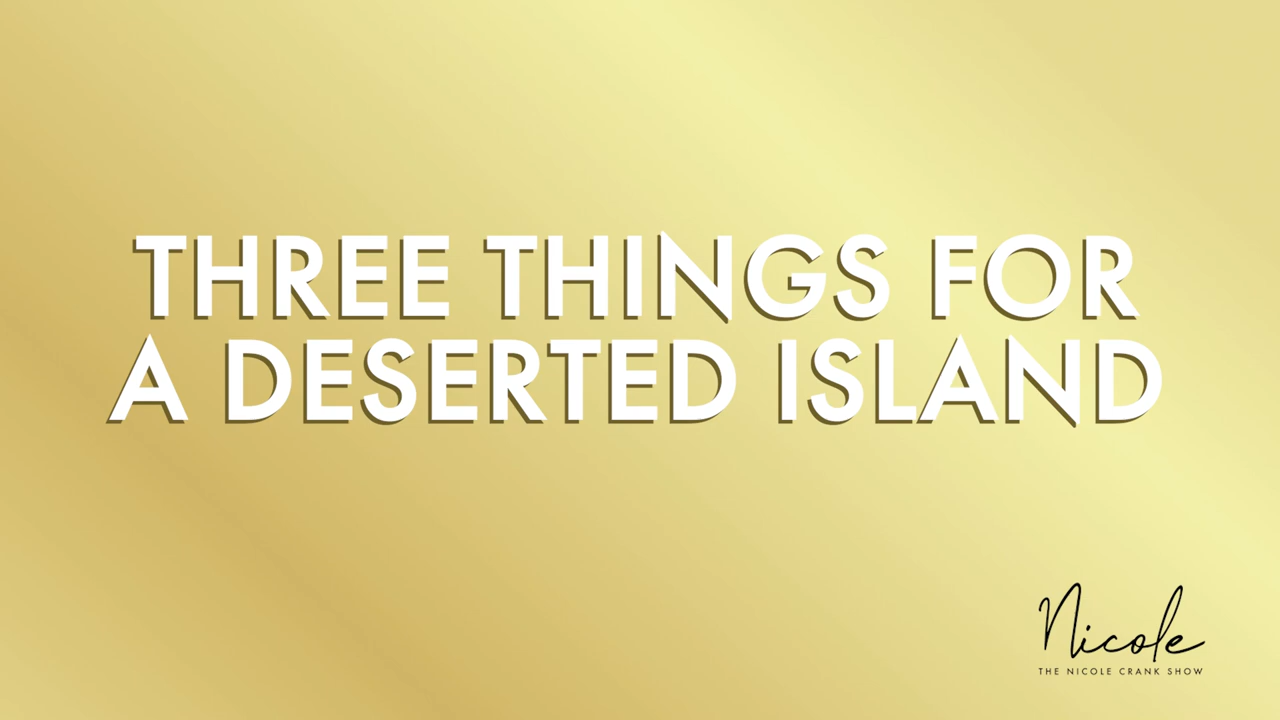 THREE THINGS FOR
A DESERTED ISLAND
Nicole
THE NICOLE CRANK SHOW